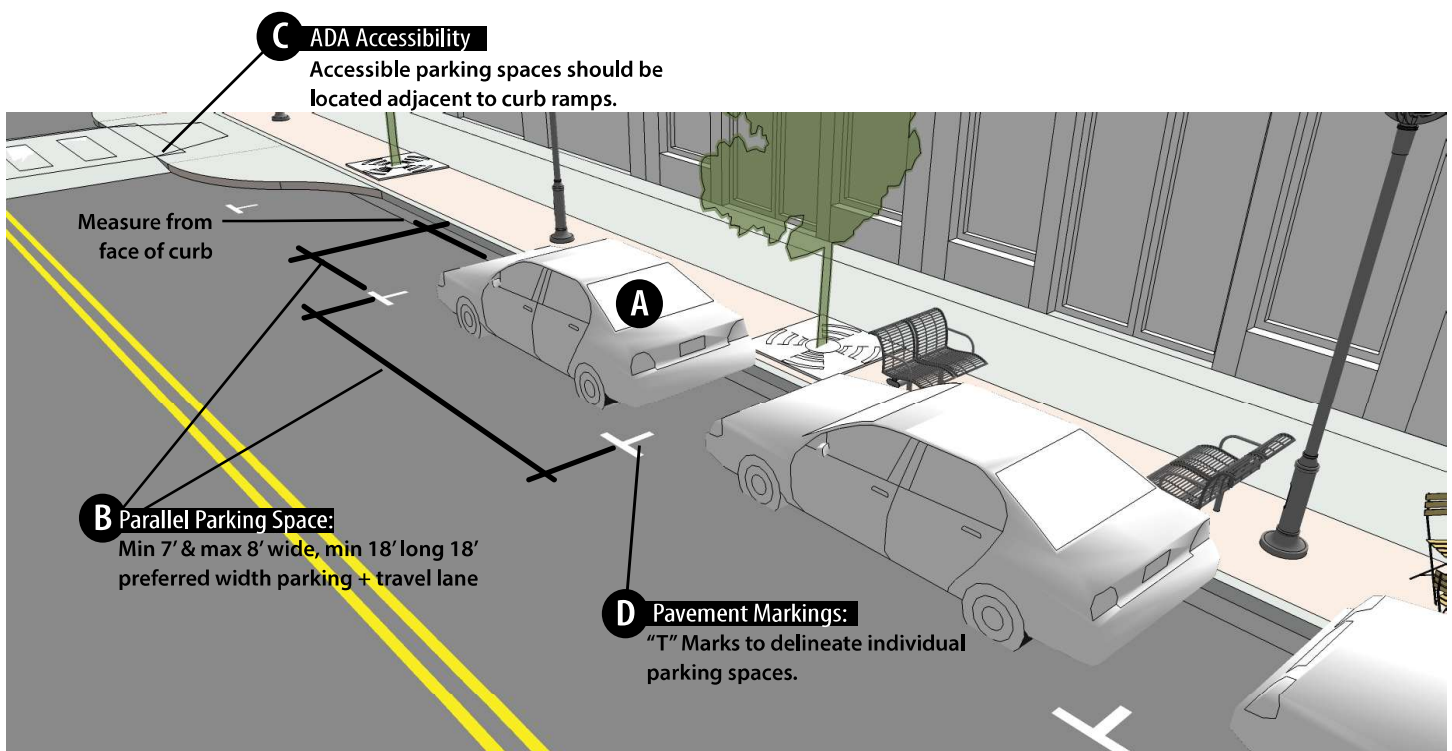 C ADA Accessibility
Accessible parking spaces should be
located adjacent to curb ramps.
Measure from
face of curb
A
B Parallel Parking Space:
Min 7’ & max 8’ wide, min 18’ long 18’
preferred width parking + travel lane
D Pavement Markings:
“T” Marks to delineate individual
parking spaces.